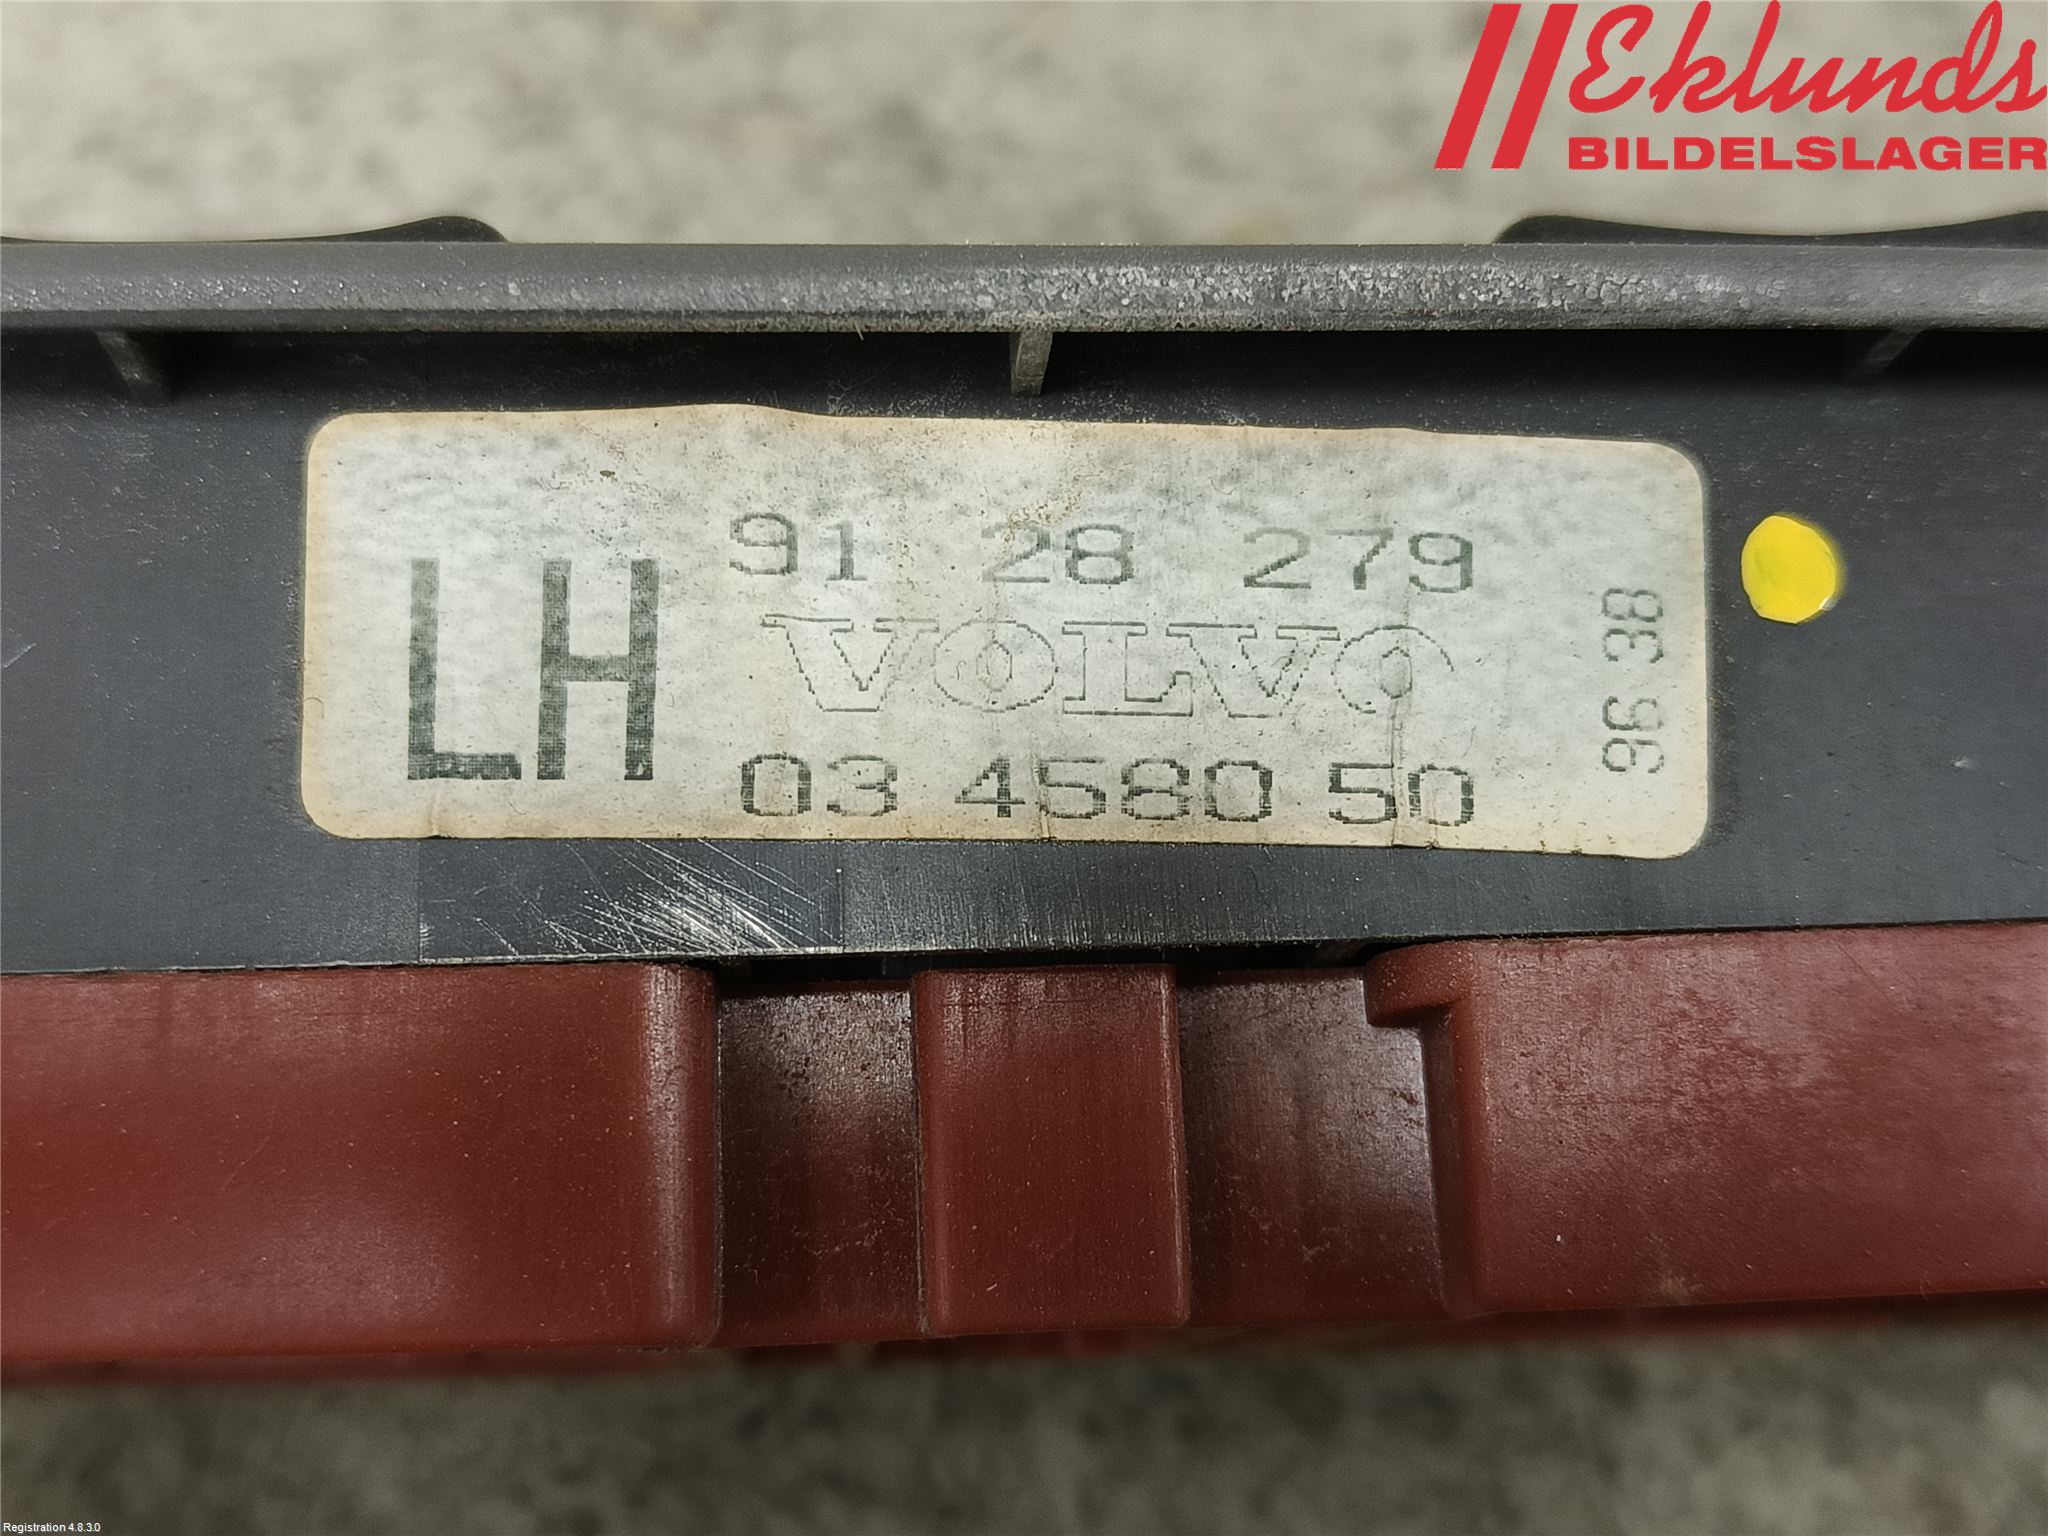 Eklunds
BILDELSLAGER
LH
91 28 279
VOLVO
03 4580 50
96 38
Registration 4.8.3.0